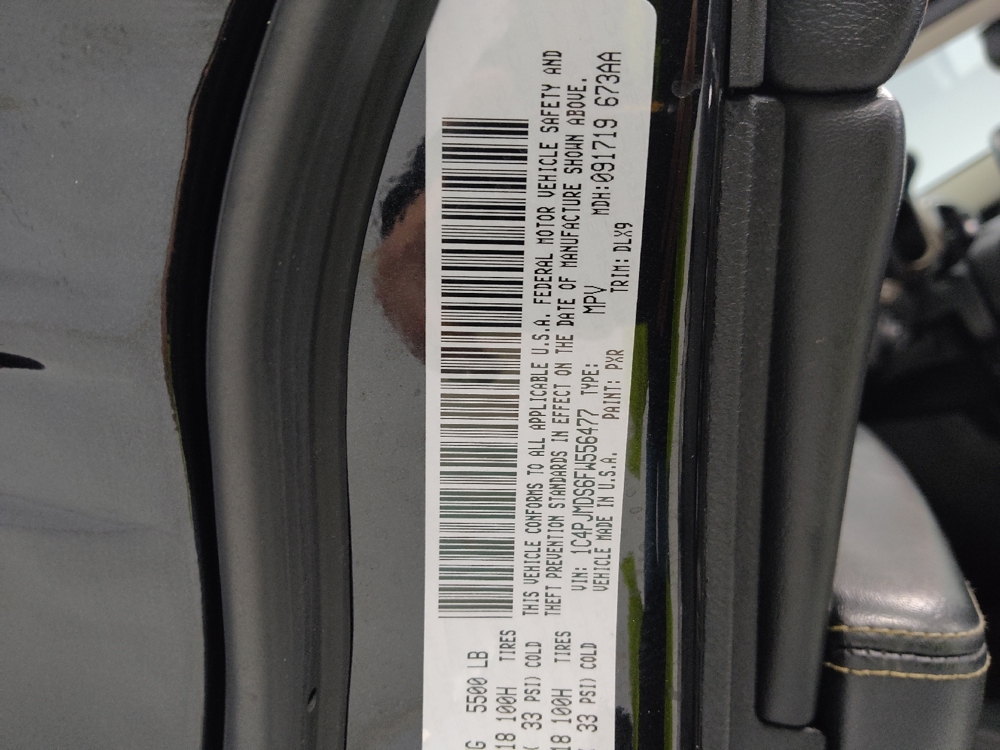 G 5500 LB
18 100H TIRES
33 PSI) COLD
18 100H TIRES
33 PSI) COLD
THIS VEHICLE CONFORMS TO ALL APPLICABLE U.S.A. FEDERAL MOTOR VEHICLE SAFETY AND
THEFT PREVENTION STANDARDS IN EFFECT ON THE DATE OF MANUFACTURE SHOWN ABOVE.
VIN: 1C4PJMDS6FW556477 TYPE: MPV MDH:091719 673AA
VEHICLE MADE IN U.S.A. PAINT: PXR TRIM: DLX9